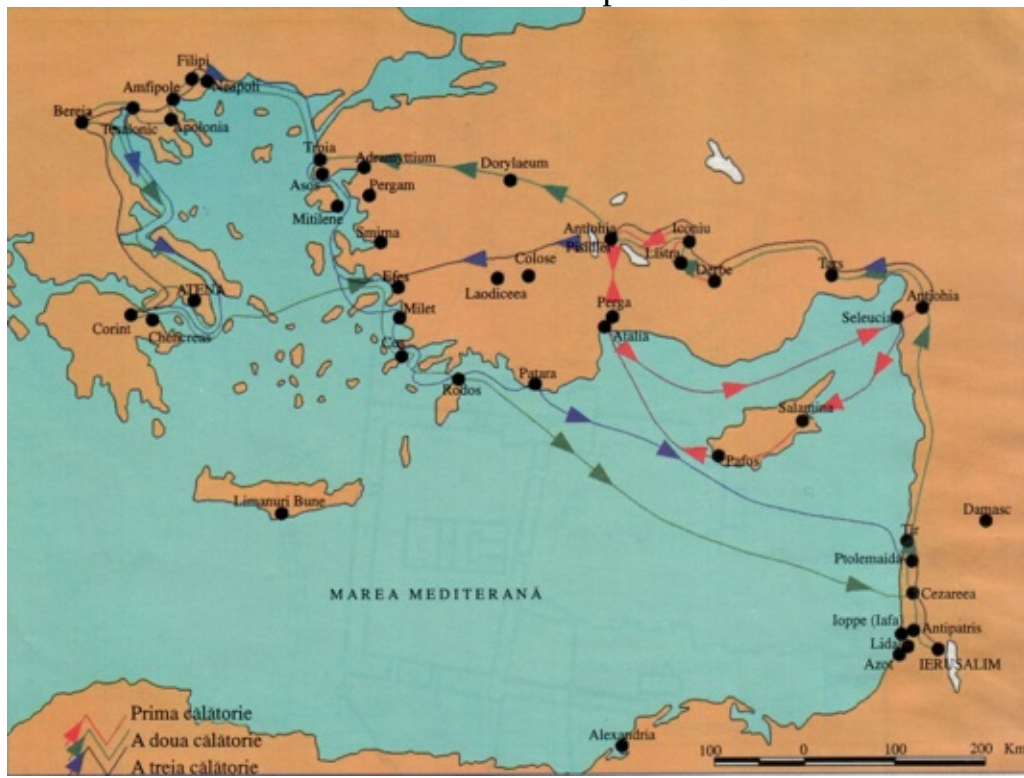 Filipi
Neapoli
Amfipole
Bereia
Tesalonic
Apolonia
Troia
Adramyttium
Dorylaeum
Asos
Pergam
Mitilene
Antiohia
Pisidiei
Iconiu
Smirna
Listra
Derbe
Tars
Colose
Laodiceea
Efes
ATENA
Antiohia
Corint
Chencreas
Milet
Perga
Atalia
Seleucia
Cos
Rodos
Patara
Salamina
Pafos
Limanuri Bune
Damasc
Tir
Ptolemaida
MAREA MEDITERANĂ
Cezareea
Ioppe (Iafa)
Antipatris
Lida
Azot
IERUSALIM
Prima călătorie
A doua călătorie
A treia călătorie
Alexandria
100 0 100 200 Km